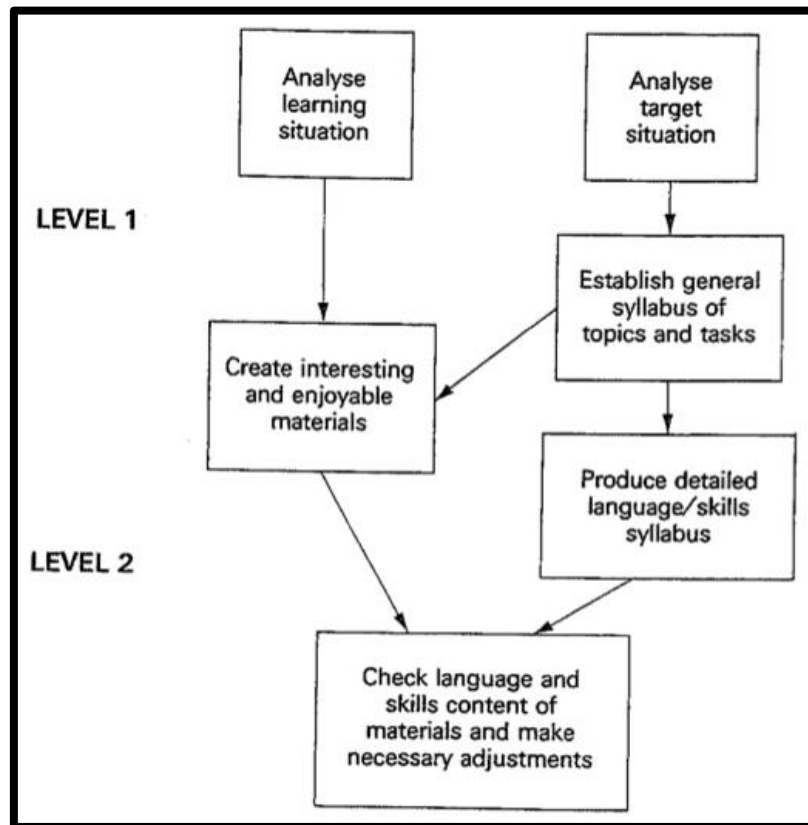 Analyse
learning
situation
Analyse
target
situation
LEVEL 1
Establish general
syllabus of
topics and tasks
Create interesting
and enjoyable
materials
Produce detailed
language/skills
syllabus
LEVEL 2
Check language and
skills content of
materials and make
necessary adjustments